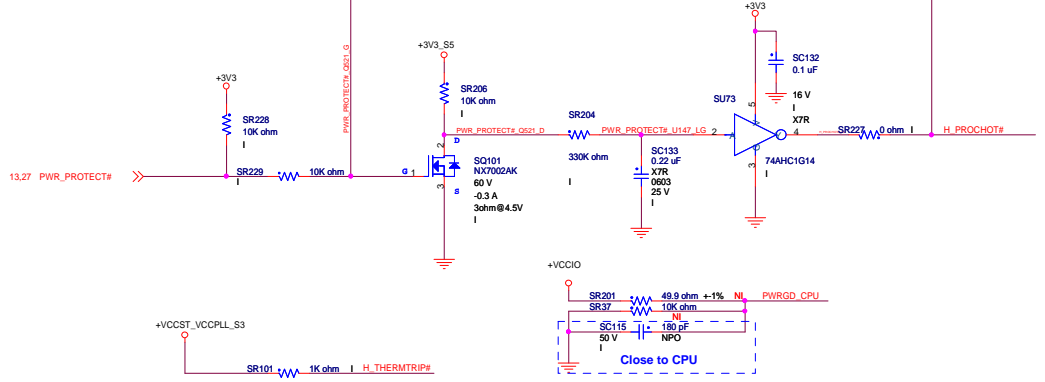 +3V3
+3V3_S5
SC132
0.1 uF
+3V3
SR206
10K ohm
I
16 V
I
X7R
SU73
SR228
10K ohm
I
PWR_PROTECT#_Q521_G
SR204
PWR_PROTECT#_Q521_D
PWR_PROTECT#_U147_LG
5
2
A
4
3
SR227
0 ohm
I
H_PROCHOT#
74AHC1G14
I
D
2
SQ101
NX7002AK
60 V
-0.3 A
3ohm@4.5V
I
G
1
S
3
330K ohm
I
SC133
0.22 uF
X7R
0603
25 V
I
13,27 PWR_PROTECT#
SR229
10K ohm
I
+VCCIO
SR201
49.9 ohm
+-1%
NI
PWRGD_CPU
SR37
10K ohm
NI
SC115
180 pF
50 V
NPO
I
Close to CPU
+VCCST_VCCPLL_S3
SR101
1K ohm
I
H_THERMTRIP#